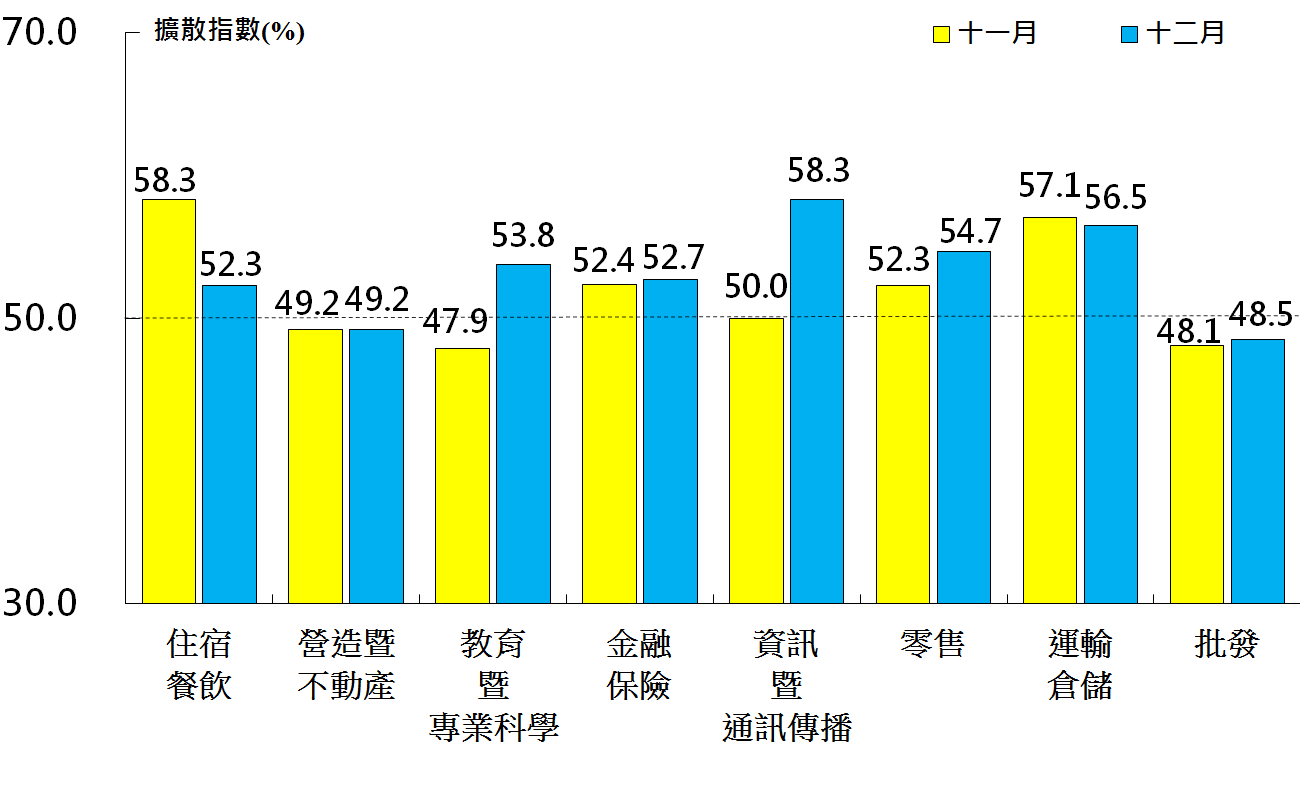 70.0
擴散指數(%)
十一月
十二月
58.3
52.3
49.2
49.2
47.9
53.8
52.4
52.7
50.0
58.3
52.3
54.7
57.1
56.5
48.1
48.5
50.0
30.0
住宿
餐飲
營造暨
不動產
教育
暨
專業科學
金融
保險
資訊
暨
通訊傳播
零售
運輸
倉儲
批發